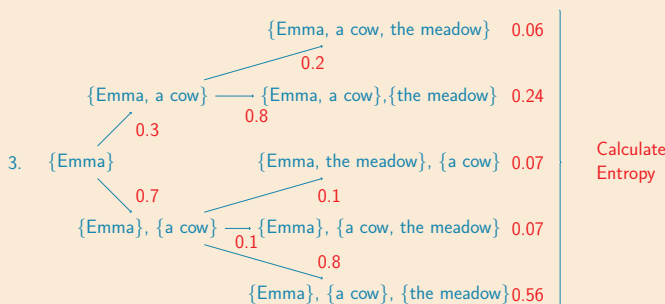 {Emma, a cow, the meadow} 0.06
0.2
{Emma, a cow} {Emma, a cow},{the meadow} 0.24
0.8
0.3
3. {Emma} {Emma, the meadow}, {a cow} 0.07
Calculate
Entropy
0.7
0.1
{Emma}, {a cow} {Emma}, {a cow, the meadow} 0.07
0.1
0.8
{Emma}, {a cow}, {the meadow} 0.56